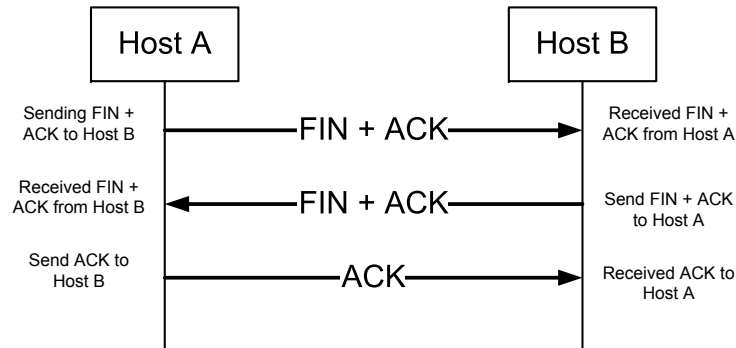 Host A
Host B
Sending FIN +
ACK to Host B
FIN + ACK
Received FIN +
ACK from Host A
Received FIN +
ACK from Host B
FIN + ACK
Send FIN + ACK
to Host A
Send ACK to
Host B
ACK
Received ACK to
Host A